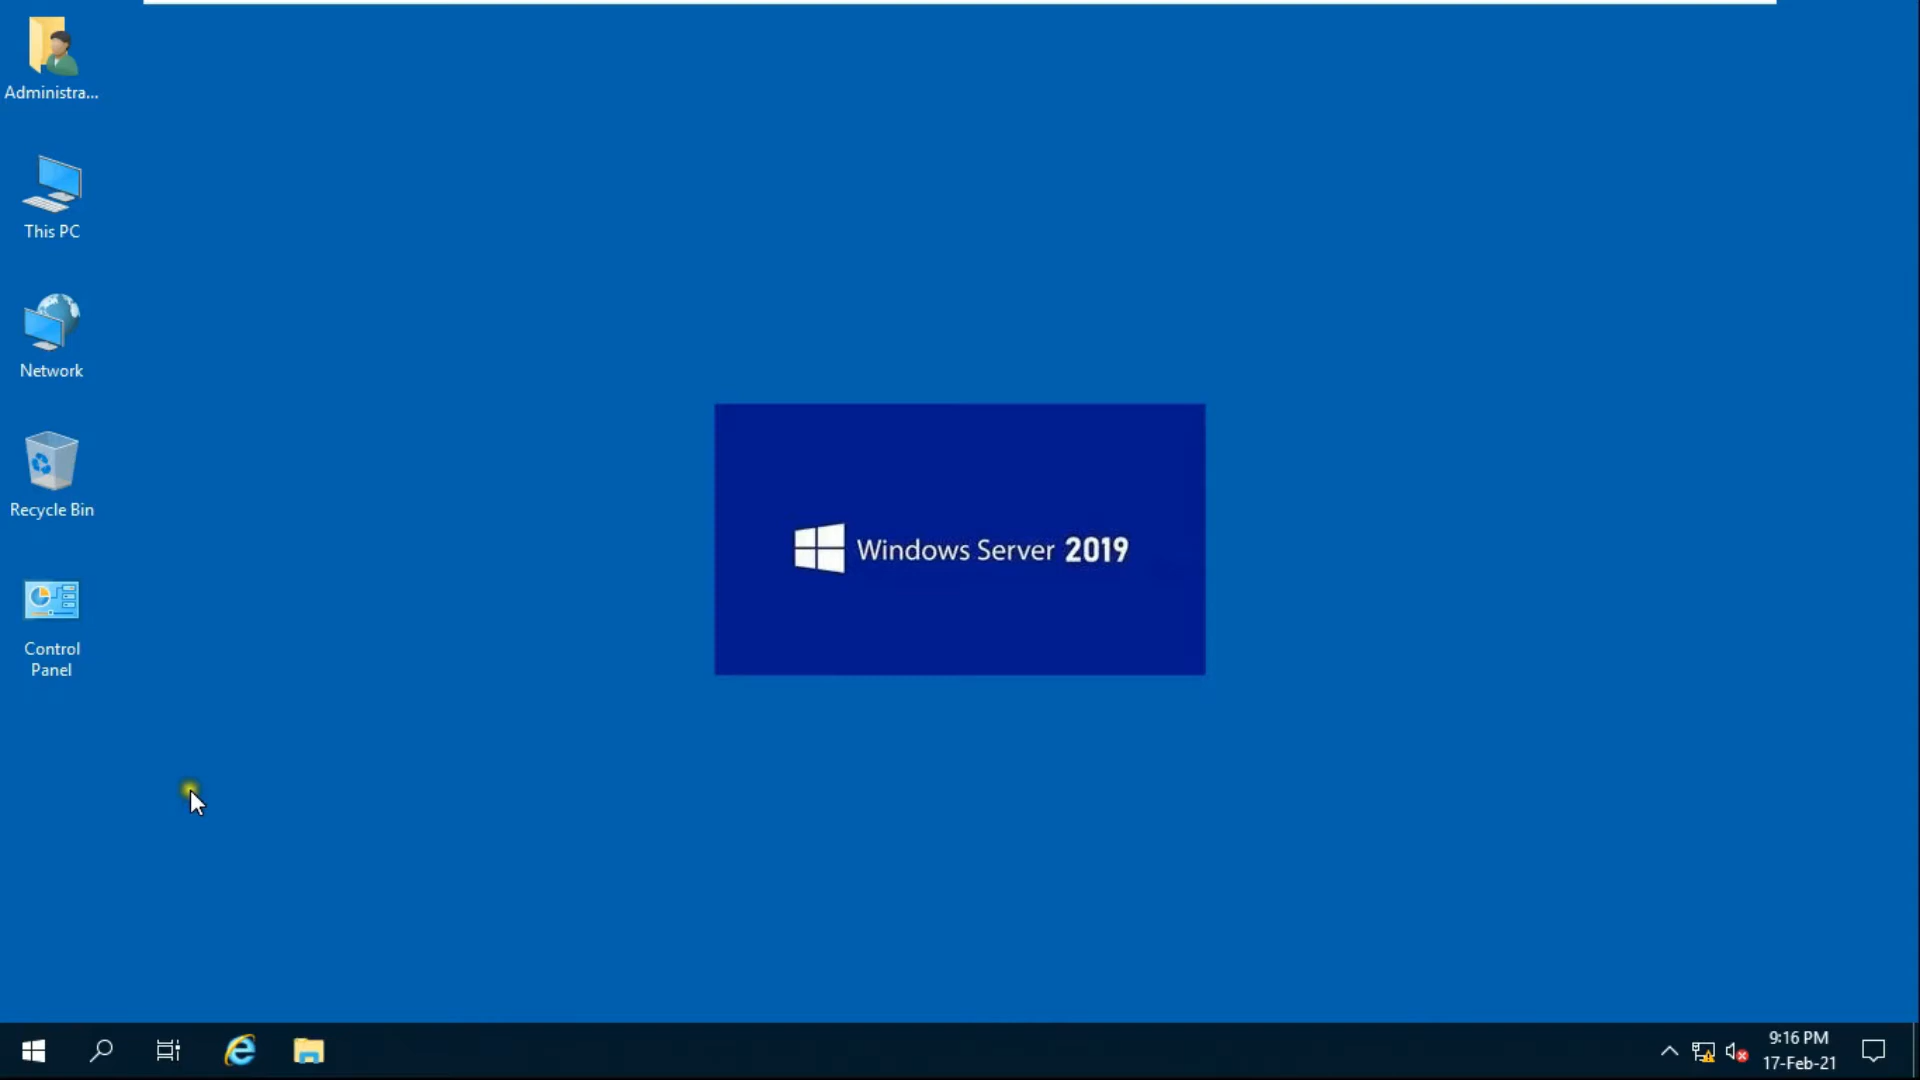 Administra...
This PC
Network
Recycle Bin
Control
Panel
Windows Server 2019
9:16 PM
17-Feb-21